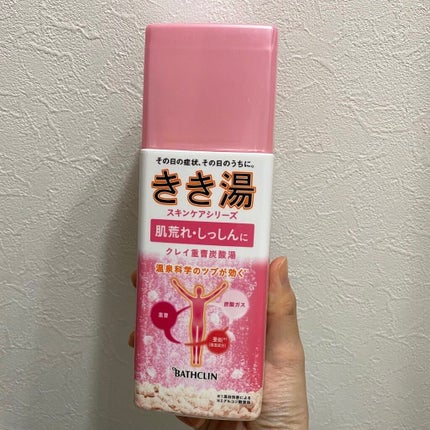 その日の症状、その日のうちに。
きき湯
スキンケアシリーズ
肌荒れ・しっしんに
クレイ重曹炭酸湯
温泉科学のツブが効く
炭酸ガス
重曹
BATHCLIN